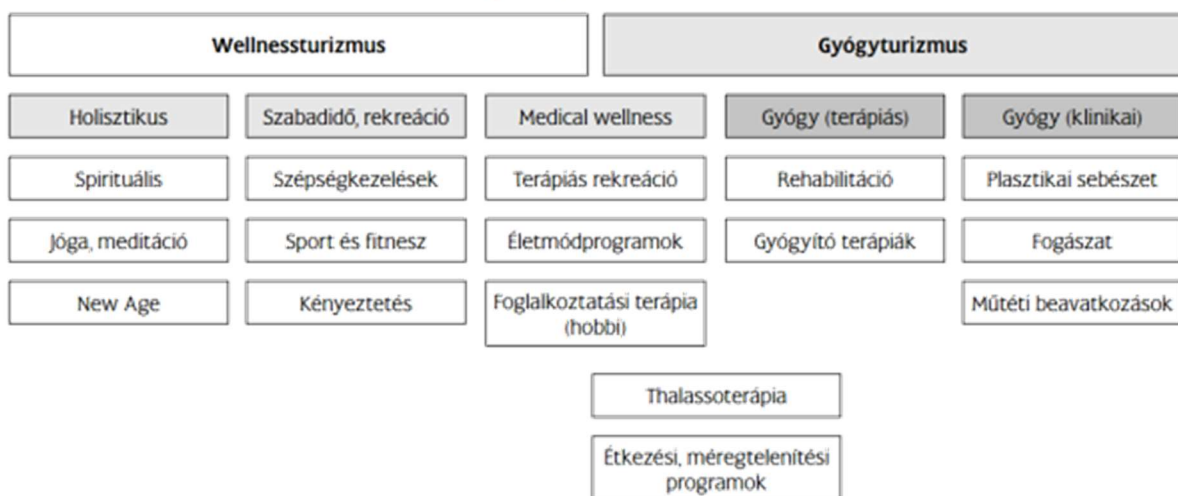 Wellnessturizmus
Gyógyturizmus
Holisztikus
Szabadidő, rekreáció
Medical wellness
Gyógy (terápiás)
Gyógy (klinikai)
Spirituális
Szépségkezelések
Terápiás rekreáció
Rehabilitáció
Plasztikai sebészet
Jóga, meditáció
Sport és fitnesz
Életmódprogramok
Gyógyító terápiák
Fogászat
New Age
Kényeztetés
Foglalkoztatási terápia
(hobbi)
Műtéti beavatkozások
Thalassoterápia
Étkezési, méregtelenítési
programok